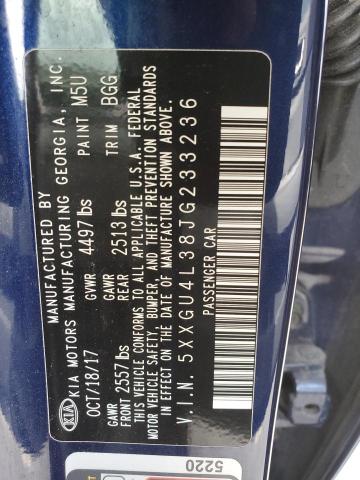 KIA
MANUFACTURED BY
KIA MOTORS MANUFACTURING GEORGIA, INC.
OCT/18/17 GVWR 4497 lbs PAINT M5U
GAWR FRONT 2557 lbs GAWR REAR 2513 lbs TRIM BGG
THIS VEHICLE CONFORMS TO ALL APPLICABLE U.S.A. FEDERAL
MOTOR VEHICLE SAFETY, BUMPER, AND THEFT PREVENTION STANDARDS
IN EFFECT ON THE DATE OF MANUFACTURE SHOWN ABOVE.
V.I.N. 5XXGU4L38JG233236
PASSENGER CAR
5220